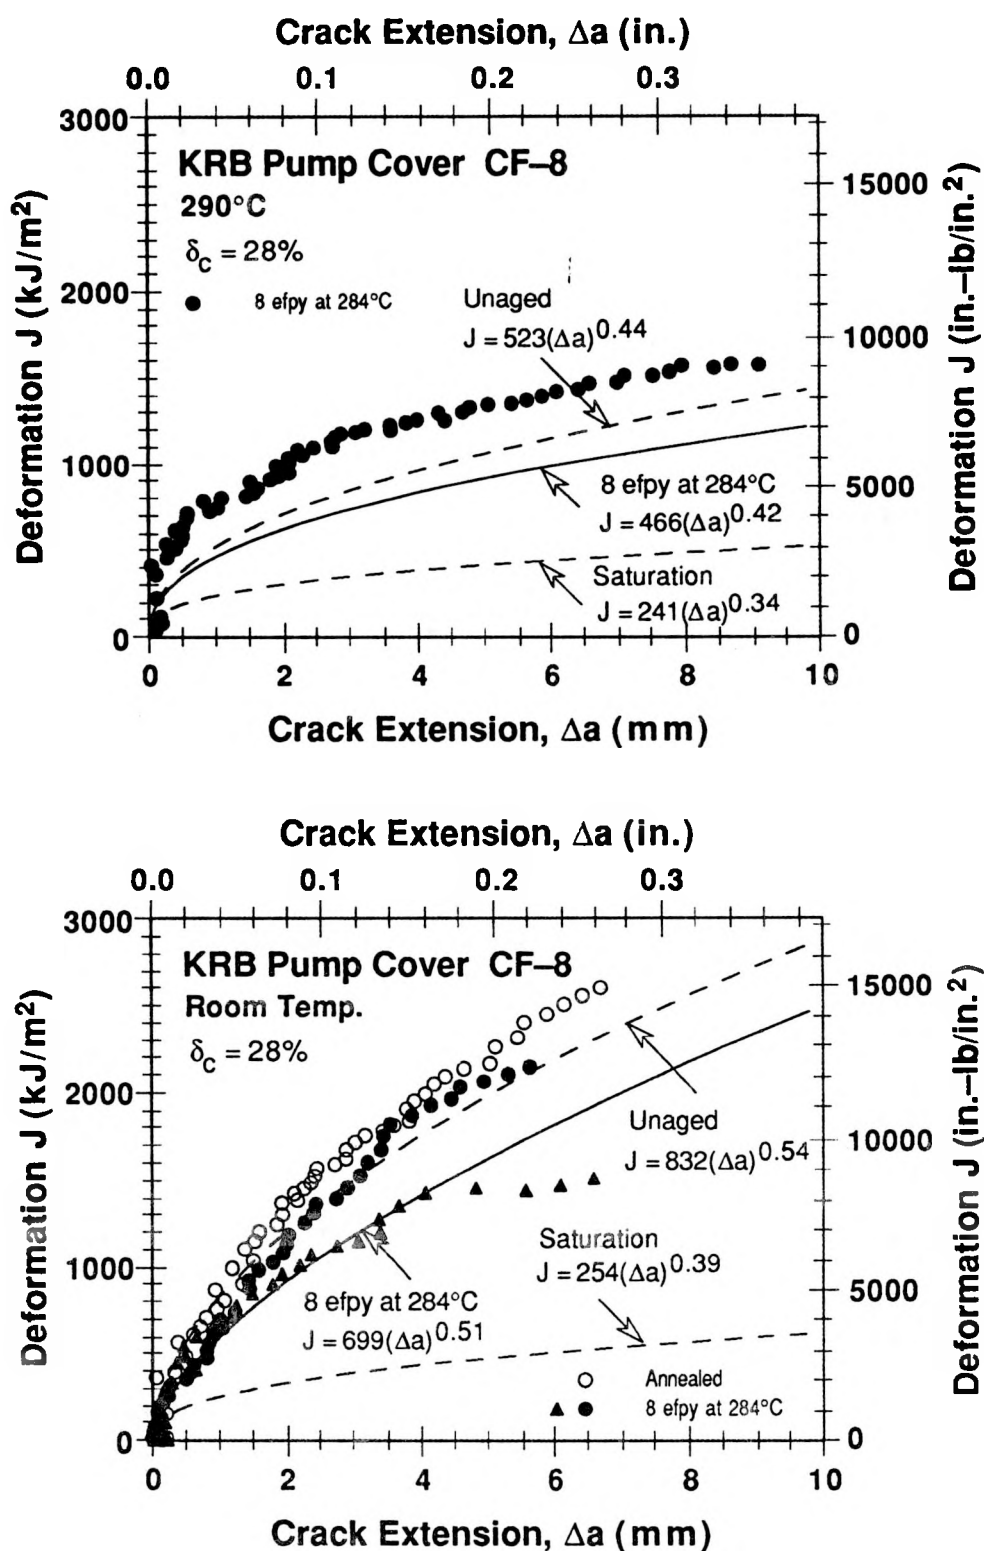 Crack Extension, Δa (in.)
0.0 0.1 0.2 0.3
3000
2000
1000
0
Deformation J (kJ/m²)
KRB Pump Cover CF–8
290°C
δc = 28%
● 8 efpy at 284°C
Unaged
J = 523(Δa)^0.44
8 efpy at 284°C
J = 466(Δa)^0.42
Saturation
J = 241(Δa)^0.34
15000
10000
5000
0
Deformation J (in.–lb/in.²)
0 2 4 6 8 10
Crack Extension, Δa (mm)
Crack Extension, Δa (in.)
0.0 0.1 0.2 0.3
3000
2000
1000
0
Deformation J (kJ/m²)
KRB Pump Cover CF–8
Room Temp.
δc = 28%
Unaged
J = 832(Δa)^0.54
Saturation
J = 254(Δa)^0.39
8 efpy at 284°C
J = 699(Δa)^0.51
○ Annealed
▲ ● 8 efpy at 284°C
15000
10000
5000
0
Deformation J (in.–lb/in.²)
0 2 4 6 8 10
Crack Extension, Δa (mm)